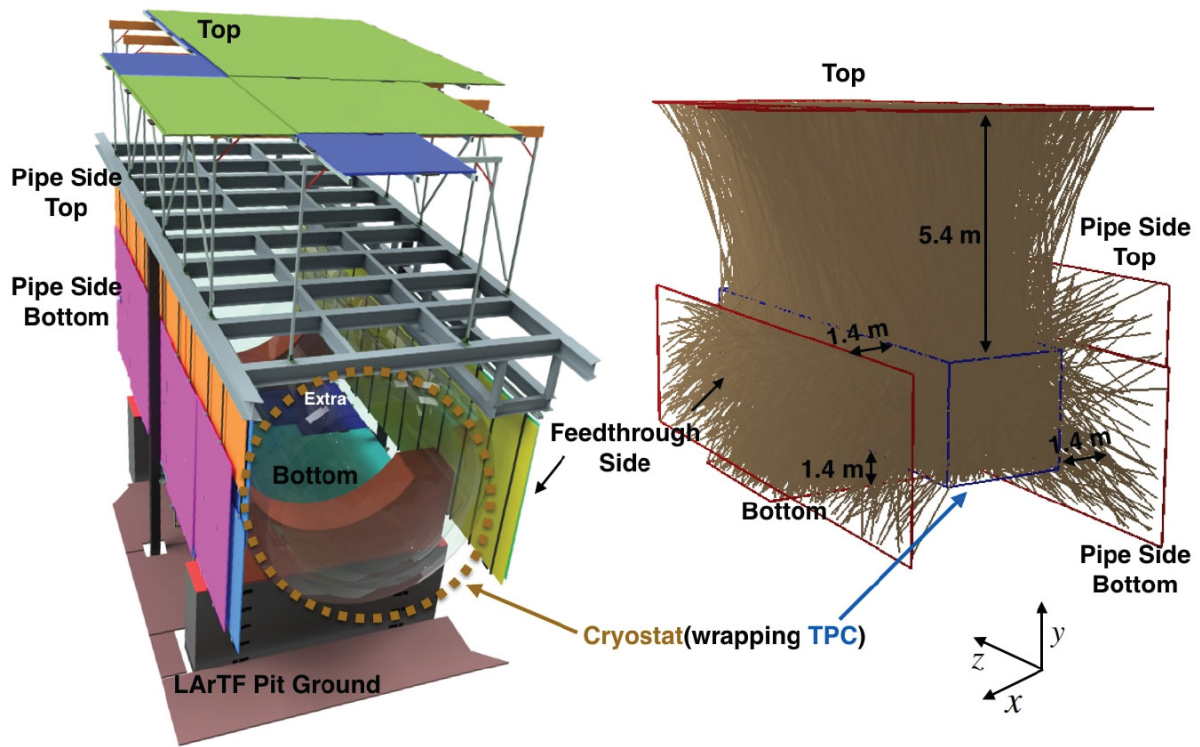 Top
Pipe Side
Top
Pipe Side
Bottom
Extra
Bottom
Feedthrough
Side
Cryostat(wrapping TPC)
LArTF Pit Ground
Top
5.4 m
Pipe Side
Top
1.4 m
1.4 m
1.4 m
Bottom
Pipe Side
Bottom
y
z
x